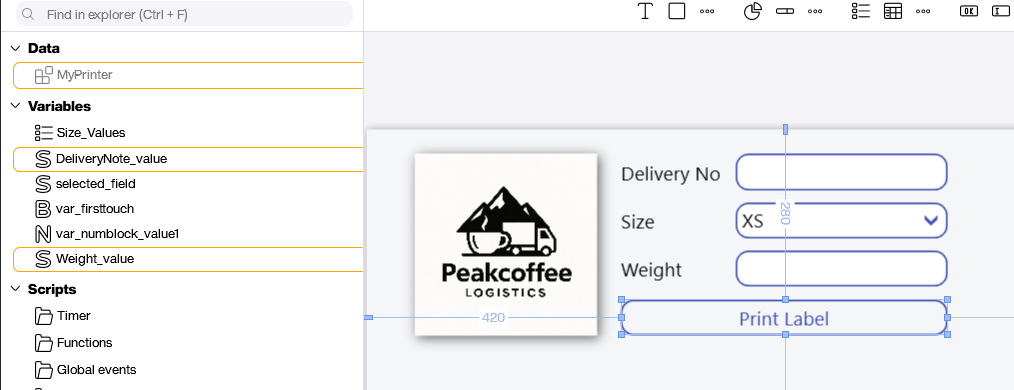 Find in explorer (Ctrl + F)
OK
Data
MyPrinter
Variables
Size_Values
DeliveryNote_value
selected_field
var_firsttouch
var_numblock_value1
Weight_value
Scripts
Timer
Functions
Global events
Peakcoffee
LOGISTICS
Delivery No
Size
XS
280
Weight
420
Print Label